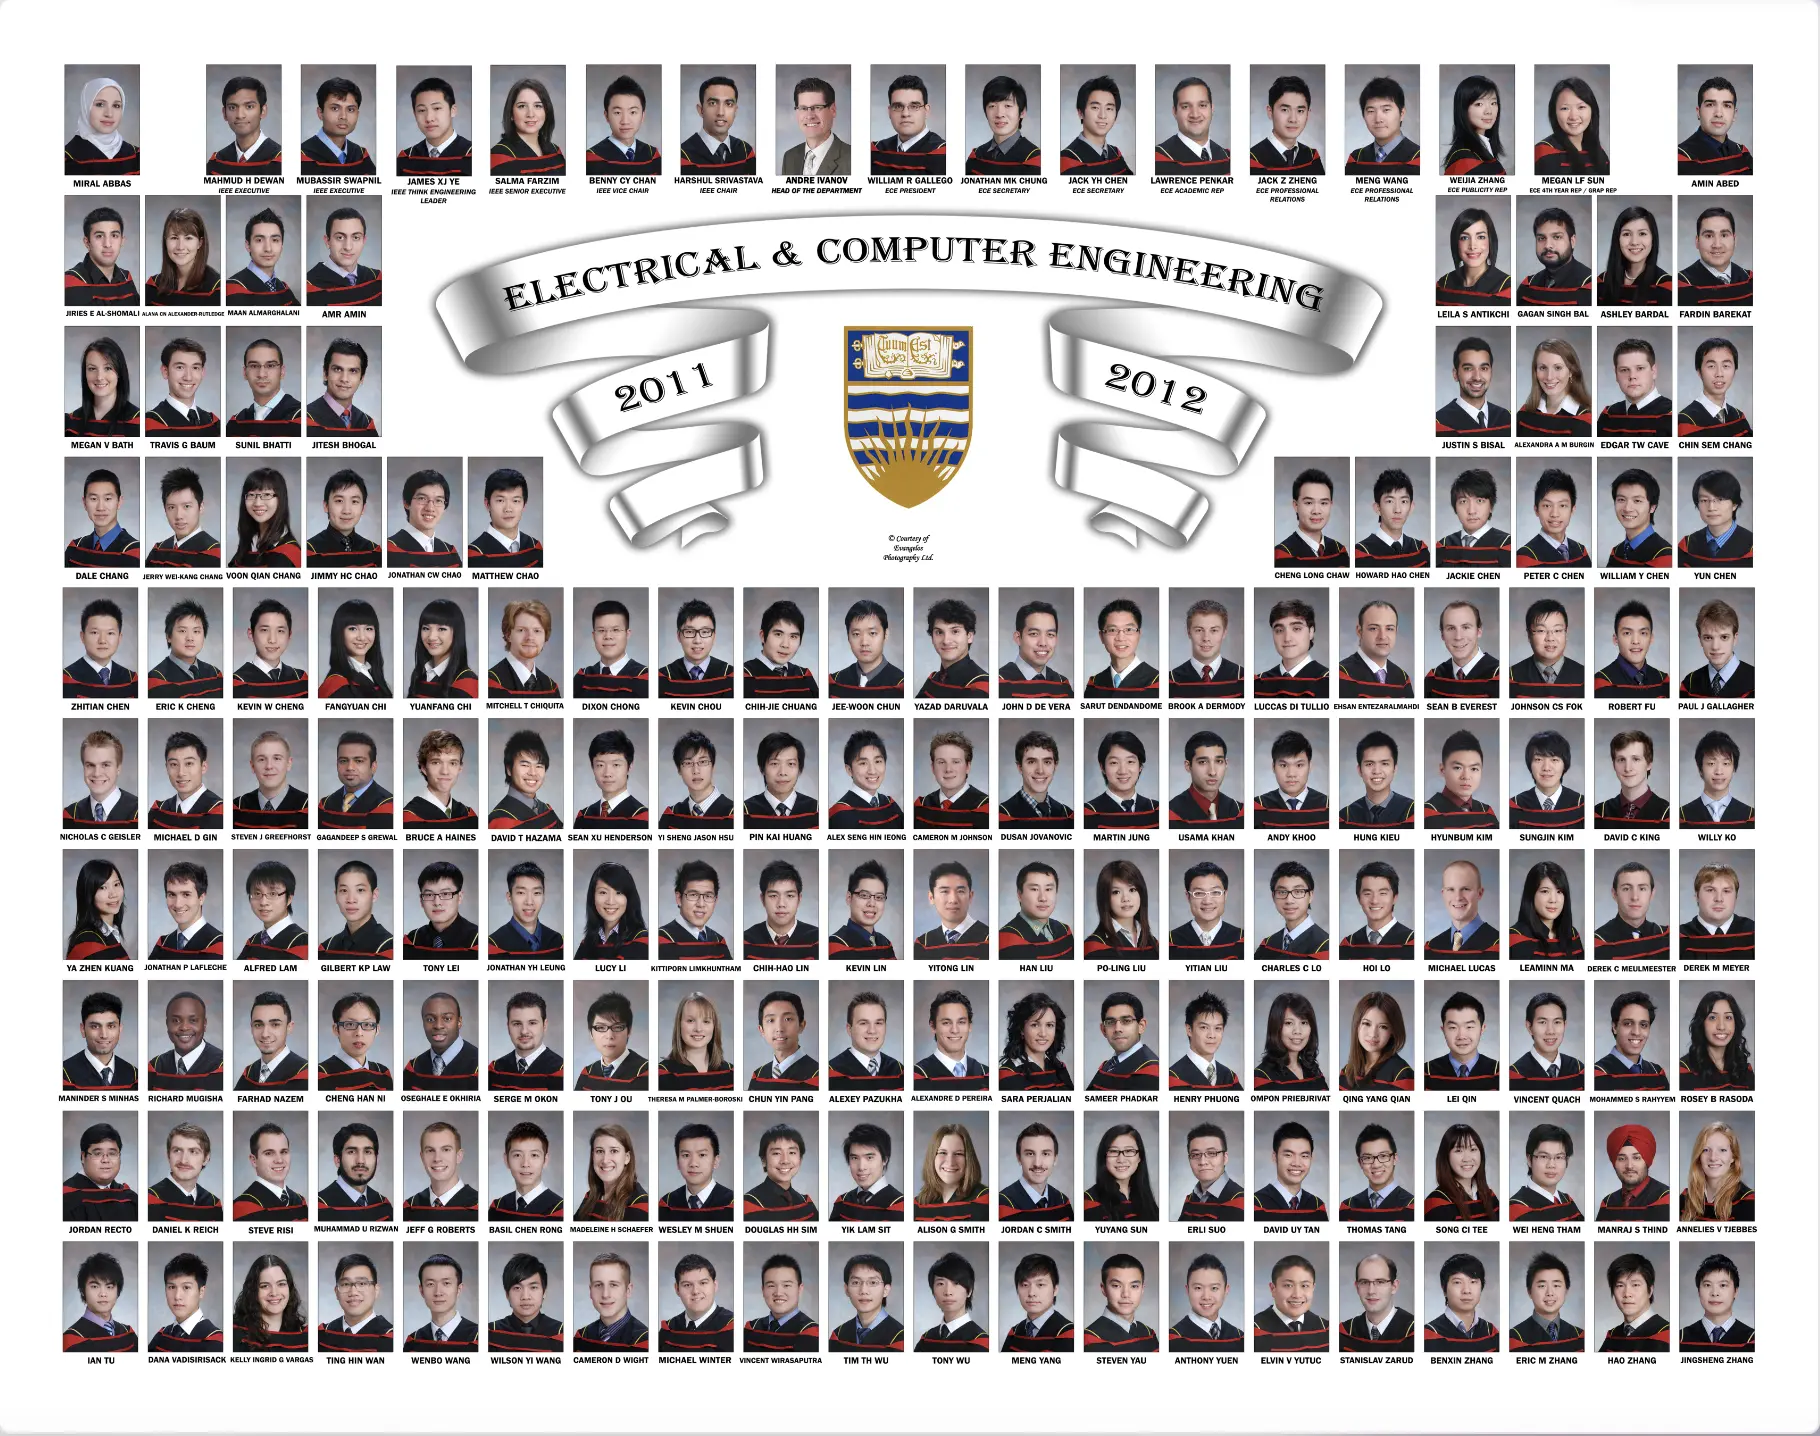 MIRAL ABBAS
MAHMUD H DEWAN
IEEE EXECUTIVE
MUBASSIR SWAPNIL
IEEE EXECUTIVE
JAMES XJ YE
IEEE THINK ENGINEERING
LEADER
SALMA FARZIM
IEEE SENIOR EXECUTIVE
BENNY CY CHAN
IEEE VICE CHAIR
HARSHUL SRIVASTAVA
IEEE CHAIR
ANDRE IVANOV
HEAD OF THE DEPARTMENT
WILLIAM R GALLEGO
ECE PRESIDENT
JONATHAN MK CHUNG
ECE SECRETARY
JACK YH CHEN
ECE SECRETARY
LAWRENCE PENKAR
ECE ACADEMIC REP
JACK Z ZHENG
ECE PROFESSIONAL
RELATIONS
MENG WANG
ECE PROFESSIONAL
RELATIONS
WEIJIA ZHANG
ECE PUBLICITY REP
MEGAN LF SUN
ECE 4TH YEAR REP / GRAP REP
AMIN ABED
ELECTRICAL & COMPUTER ENGINEERING
2011
2012
Tuum Est
© Courtesy of
Evangelos
Photography Ltd.
JIRIES E AL-SHOMALI
ALANA CN ALEXANDER-RUTLEDGE
MAAN ALMARGHALANI
AMR AMIN
LEILA S ANTIKCHI
GAGAN SINGH BAL
ASHLEY BARDAL
FARDIN BAREKAT
MEGAN V BATH
TRAVIS G BAUM
SUNIL BHATTI
JITESH BHOGAL
JUSTIN S BISAL
ALEXANDRA A M BURGIN
EDGAR TW CAVE
CHIN SEM CHANG
DALE CHANG
JERRY WEI-KANG CHANG
VOON QIAN CHANG
JIMMY HC CHAO
JONATHAN CW CHAO
MATTHEW CHAO
CHENG LONG CHAW
HOWARD HAO CHEN
JACKIE CHEN
PETER C CHEN
WILLIAM Y CHEN
YUN CHEN
ZHITIAN CHEN
ERIC K CHENG
KEVIN W CHENG
FANGYUAN CHI
YUANFANG CHI
MITCHELL T CHIQUITA
DIXON CHONG
KEVIN CHOU
CHIH-JIE CHUANG
JEE-WOON CHUN
YAZAD DARUVALA
JOHN D DE VERA
SARUT DENDANDOME
BROOK A DERMODY
LUCCAS DI TULLIO
EHSAN ENTEZARALMAHDI
SEAN B EVEREST
JOHNSON CS FOK
ROBERT FU
PAUL J GALLAGHER
NICHOLAS C GEISLER
MICHAEL D GIN
STEVEN J GREEFHORST
GAGANDEEP S GREWAL
BRUCE A HAINES
DAVID T HAZAMA
SEAN XU HENDERSON
YI SHENG JASON HSU
PIN KAI HUANG
ALEX SENG HIN IEONG
CAMERON M JOHNSON
DUSAN JOVANOVIC
MARTIN JUNG
USAMA KHAN
ANDY KHOO
HUNG KIEU
HYUNBUM KIM
SUNGJIN KIM
DAVID C KING
WILLY KO
YA ZHEN KUANG
JONATHAN P LAFLECHE
ALFRED LAM
GILBERT KP LAW
TONY LEI
JONATHAN YH LEUNG
LUCY LI
KITTIPORN LIMKHUNTHAM
CHIH-HAO LIN
KEVIN LIN
YITONG LIN
HAN LIU
PO-LING LIU
YITIAN LIU
CHARLES C LO
HOI LO
MICHAEL LUCAS
LEAMINN MA
DEREK C MEULMEESTER
DEREK M MEYER
MANINDER S MINHAS
RICHARD MUGISHA
FARHAD NAZEM
CHENG HAN NI
OSEGHALE E OKHIRIA
SERGE M OKON
TONY J OU
THERESA M PALMER-BOROSKI
CHUN YIN PANG
ALEXEY PAZUKHA
ALEXANDRE D PEREIRA
SARA PERJALIAN
SAMEER PHADKAR
HENRY PHUONG
OMPON PRIEBJRIVAT
QING YANG QIAN
LEI QIN
VINCENT QUACH
MOHAMMED S RAHYYEM
ROSEY B RASODA
JORDAN RECTO
DANIEL K REICH
STEVE RISI
MUHAMMAD U RIZWAN
JEFF G ROBERTS
BASIL CHEN RONG
MADELEINE H SCHAEFER
WESLEY M SHUEN
DOUGLAS HH SIM
YIK LAM SIT
ALISON G SMITH
JORDAN C SMITH
YUYANG SUN
ERLI SUO
DAVID UY TAN
THOMAS TANG
SONG CI TEE
WEI HENG THAM
MANRAJ S THIND
ANNELIES V TJEBBES
IAN TU
DANA VADISIRISACK
KELLY INGRID G VARGAS
TING HIN WAN
WENBO WANG
WILSON YI WANG
CAMERON D WIGHT
MICHAEL WINTER
VINCENT WIRASAPUTRA
TIM TH WU
TONY WU
MENG YANG
STEVEN YAU
ANTHONY YUEN
ELVIN V YUTUC
STANISLAV ZARUD
BENXIN ZHANG
ERIC M ZHANG
HAO ZHANG
JINGSHENG ZHANG